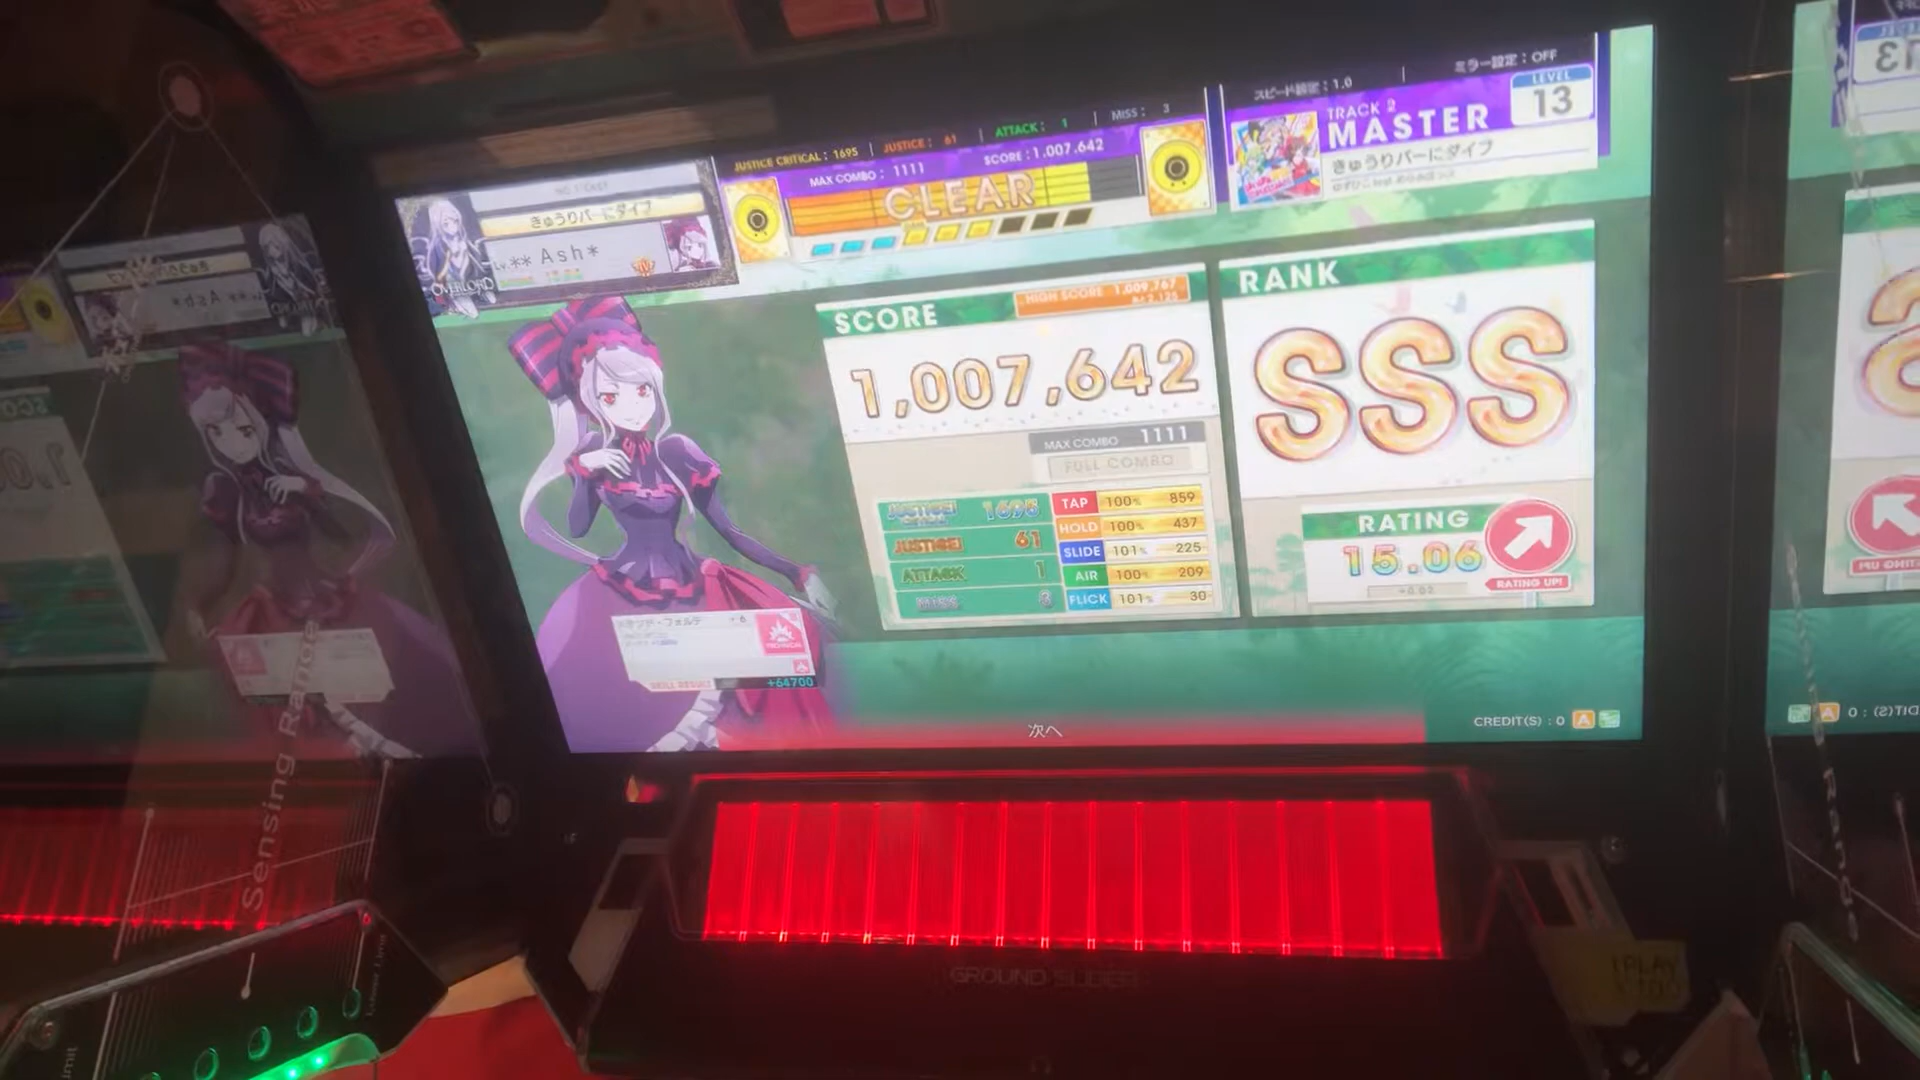 スピード設定：1.0
ミラー設定：OFF
JUSTICE CRITICAL : 1695
JUSTICE : 61
ATTACK : 1
MISS : 3
TRACK 2
MASTER
LEVEL
13
きゅうりバーにダイブ
MAX COMBO : 1111
SCORE : 1,007,642
CLEAR
きゅうりバーにダイブ
Lv.** Ash*
OVERLORD
SCORE
HIGH SCORE 1,009,767
1,007,642
MAX COMBO 1111
FULL COMBO
JUSTICE 1695
JUSTICE 61
ATTACK 1
MISS 3
TAP 100% 859
HOLD 100% 437
SLIDE 101% 225
AIR 100% 209
FLICK 101% 30
RANK
SSS
RATING
15.06
RATING UP!
+6
SKILL RESULT
+64700
次へ
CREDIT(S) : 0
Sensing Range
GROUND SLIDER